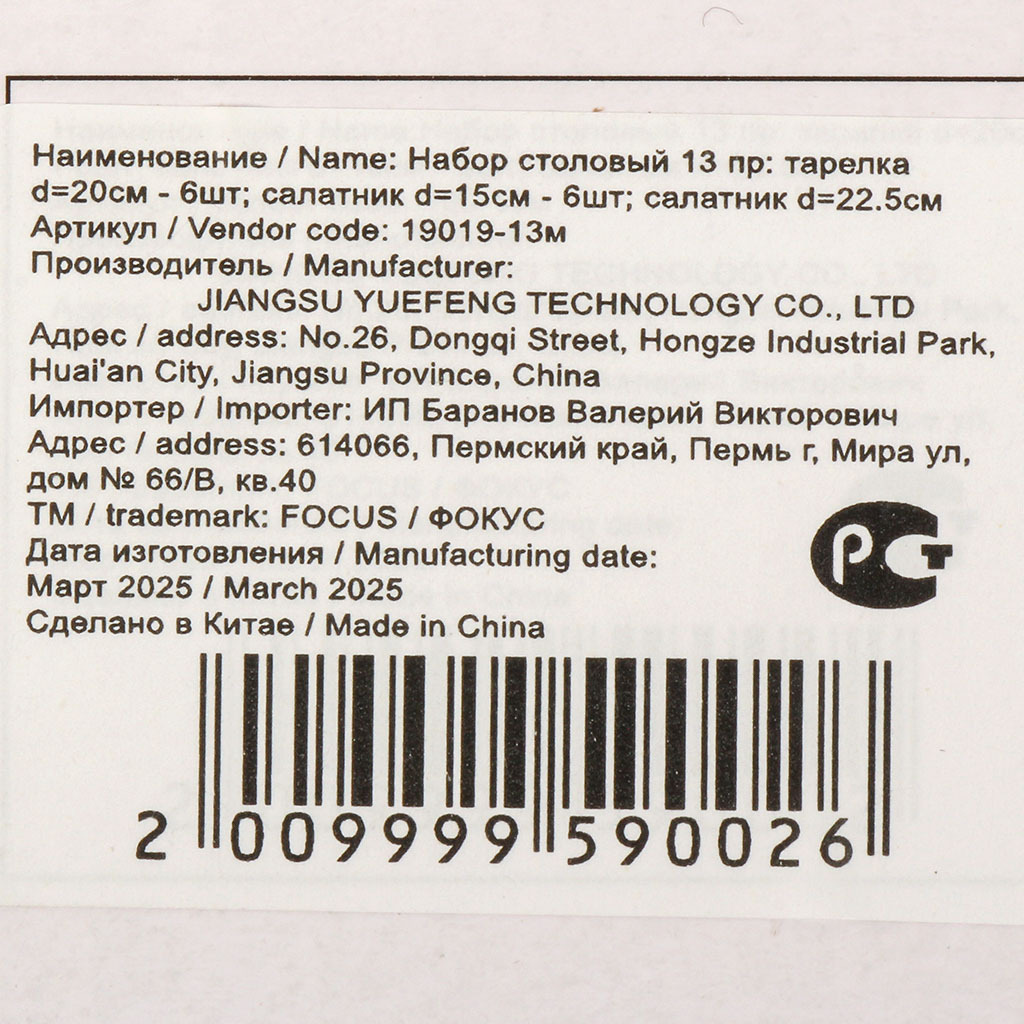 Наименование / Name: Набор столовый 13 пр: тарелка
d=20см - 6шт; салатник d=15см - 6шт; салатник d=22.5см
Артикул / Vendor code: 19019-13м
Производитель / Manufacturer:
JIANGSU YUEFENG TECHNOLOGY CO., LTD
Адрес / address: No.26, Dongqi Street, Hongze Industrial Park,
Huai'an City, Jiangsu Province, China
Импортер / Importer: ИП Баранов Валерий Викторович
Адрес / address: 614066, Пермский край, Пермь г, Мира ул,
дом № 66/В, кв.40
ТМ / trademark: FOCUS / ФОКУС
Дата изготовления / Manufacturing date:
Март 2025 / March 2025
Сделано в Китае / Made in China
РСТ
2 009999 590026